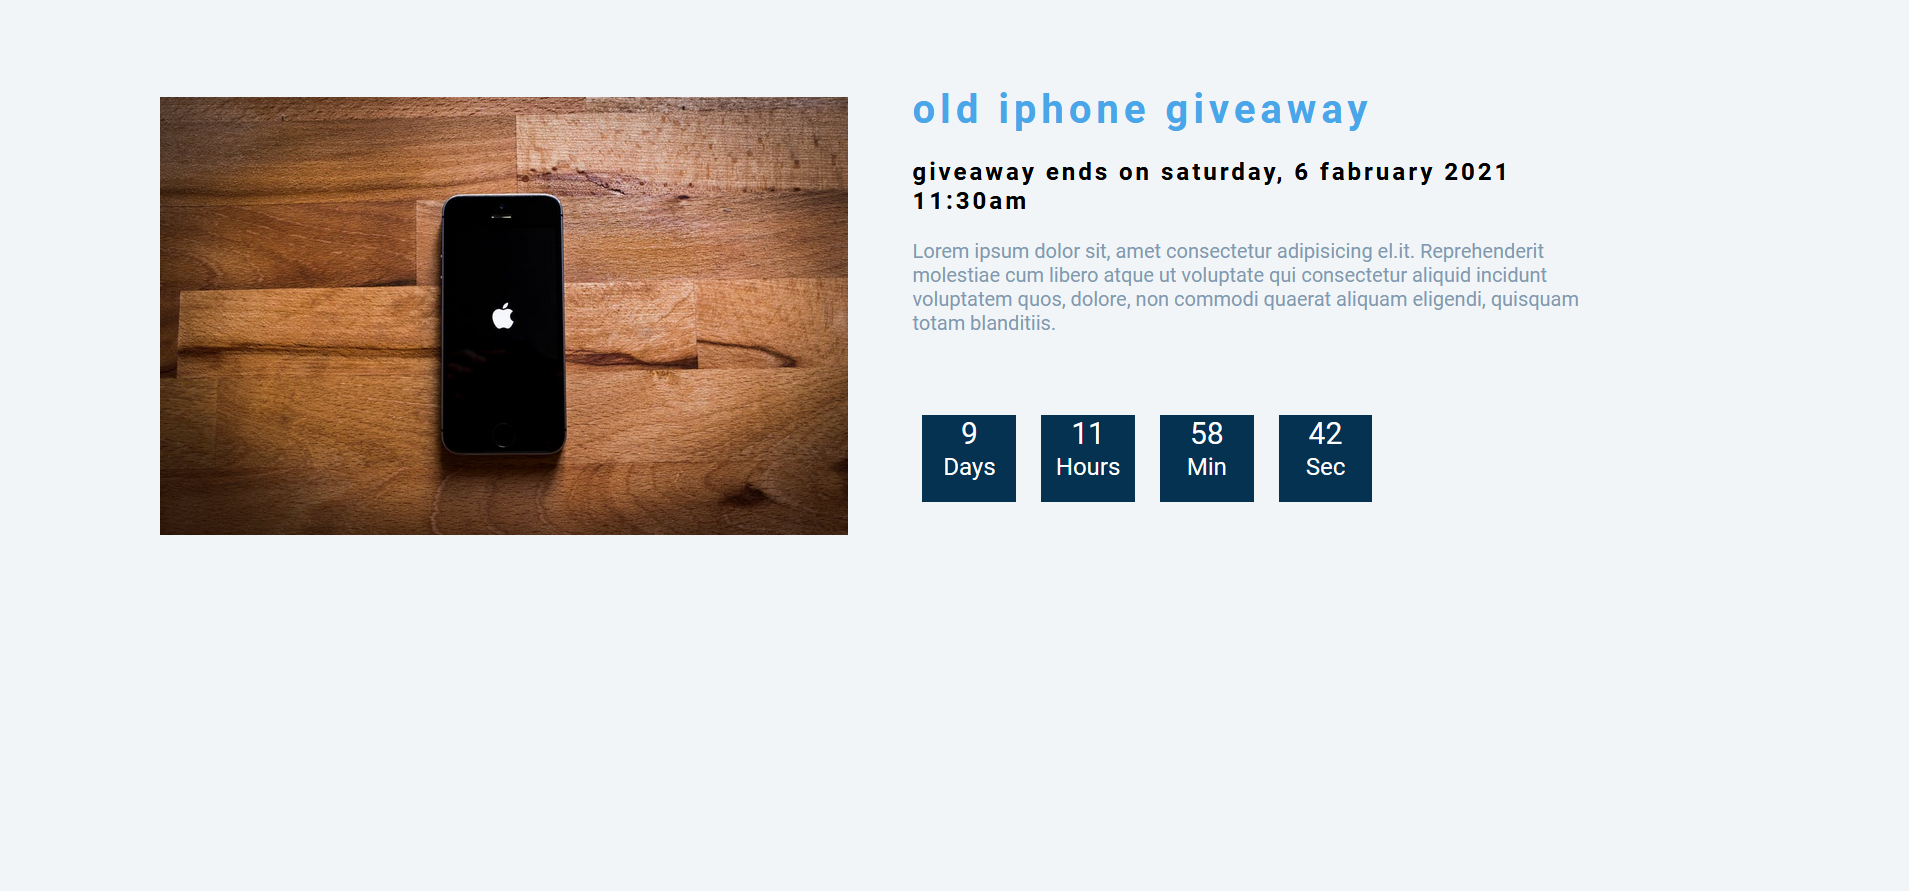 old iphone giveaway
giveaway ends on saturday, 6 fabruary 2021
11:30am
Lorem ipsum dolor sit, amet consectetur adipisicing el.it. Reprehenderit
molestiae cum libero atque ut voluptate qui consectetur aliquid incidunt
voluptatem quos, dolore, non commodi quaerat aliquam eligendi, quisquam
totam blanditiis.
9 11 58 42
Days Hours Min Sec